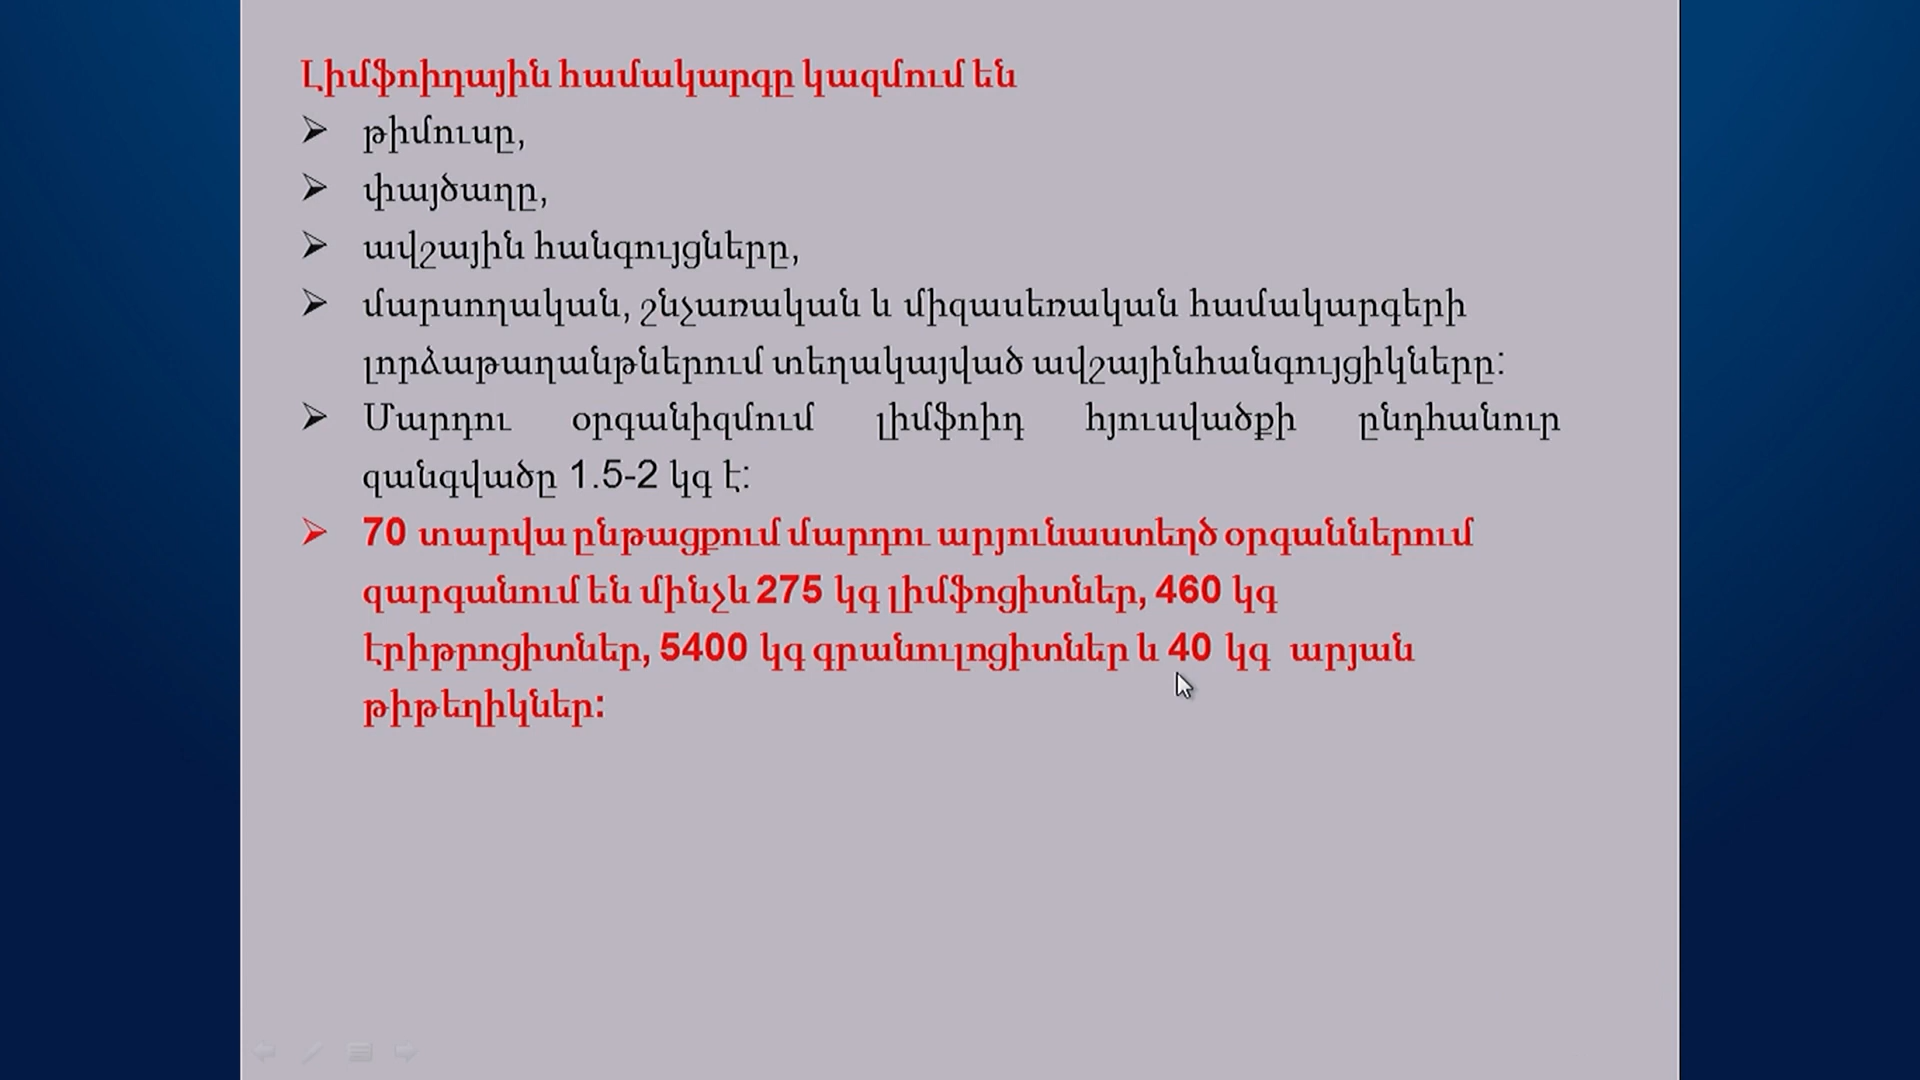 Լիմֆոիդային համակարգը կազմում են
➢ թիմուսը,
➢ փայծաղը,
➢ ավշային հանգույցները,
➢ մարսողական, շնչառական և միզասեռական համակարգերի
լորձաթաղանթներում տեղակայված ավշայինհանգույցիկները:
➢ Մարդու օրգանիզմում լիմֆոիդ հյուսվածքի ընդհանուր
զանգվածը 1.5-2 կգ է:
➢ 70 տարվա ընթացքում մարդու արյունաստեղծ օրգաններում
զարգանում են մինչև 275 կգ լիմֆոցիտներ, 460 կգ
էրիթրոցիտներ, 5400 կգ գրանուլոցիտներ և 40 կգ արյան
թիթեղիկներ: